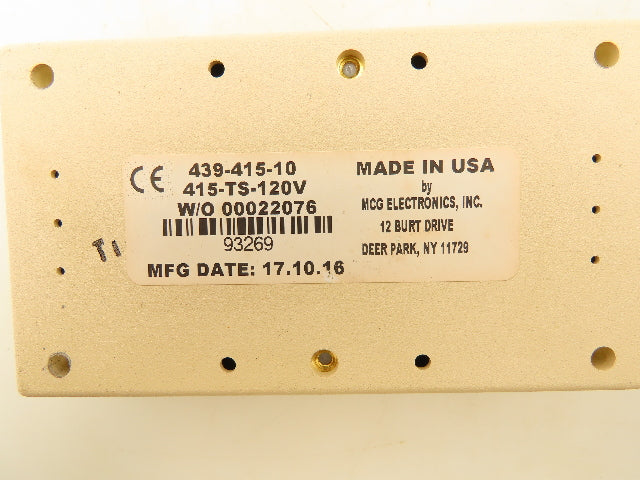 CE 439-415-10
415-TS-120V
W/O 00022076
93269
MFG DATE: 17.10.16
MADE IN USA
by
MCG ELECTRONICS, INC.
12 BURT DRIVE
DEER PARK, NY 11729